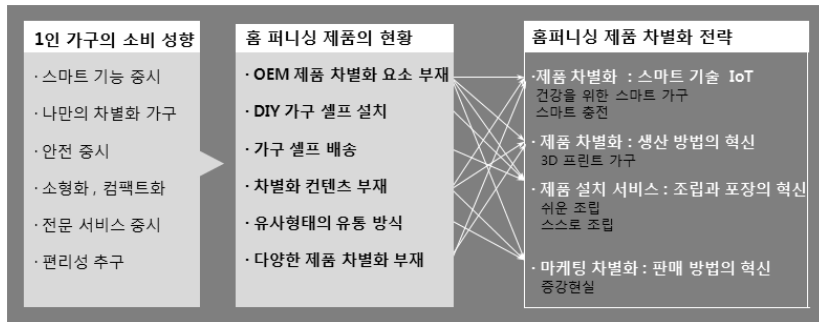 1인 가구의 소비 성향
· 스마트 기능 중시
· 나만의 차별화 가구
· 안전 중시
· 소형화 , 컴팩트화
· 전문 서비스 중시
· 편리성 추구
홈 퍼니싱 제품의 현황
· OEM 제품 차별화 요소 부재
· DIY 가구 셀프 설치
· 가구 셀프 배송
· 차별화 컨텐츠 부재
· 유사형태의 유통 방식
· 다양한 제품 차별화 부재
홈퍼니싱 제품 차별화 전략
·제품 차별화 : 스마트 기술 IoT
건강을 위한 스마트 가구
스마트 충전
· 제품 차별화 : 생산 방법의 혁신
3D 프린트 가구
· 제품 설치 서비스 : 조립과 포장의 혁신
쉬운 조립
스스로 조립
· 마케팅 차별화 : 판매 방법의 혁신
증강현실